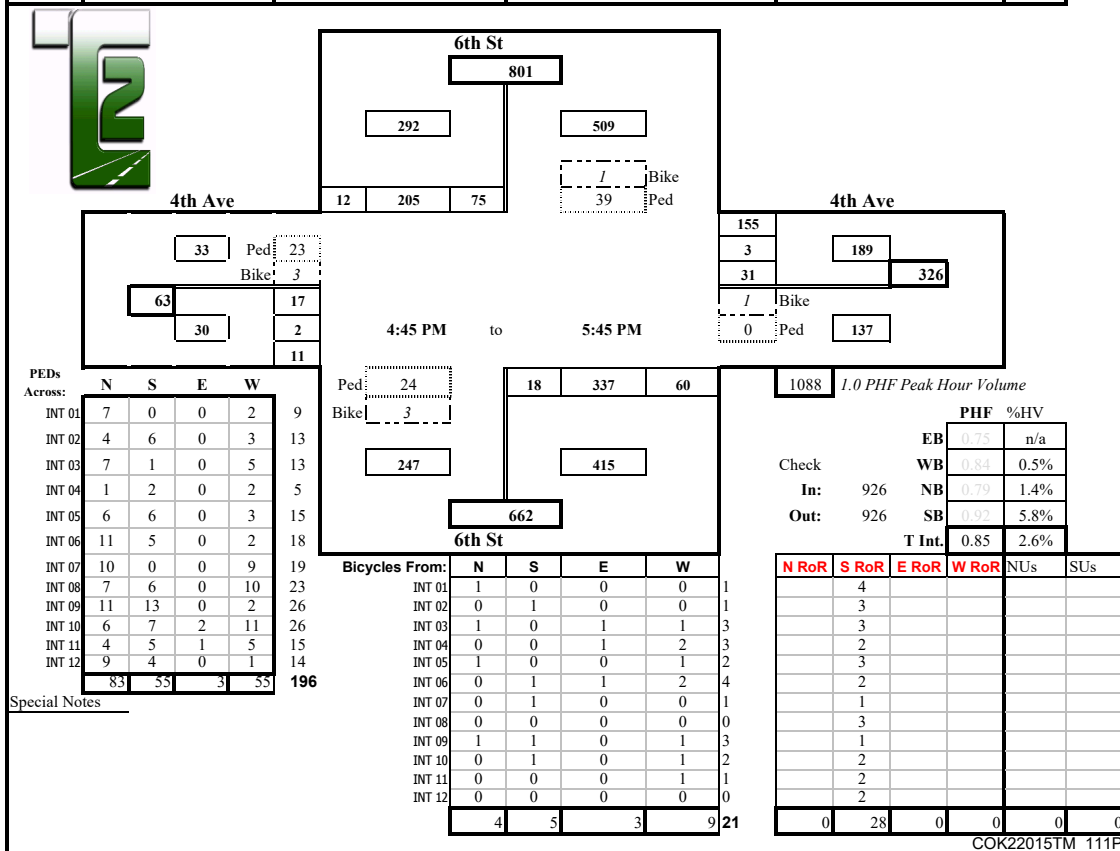 6th St
801
292 509
1 Bike
4th Ave 12 205 75 39 Ped 4th Ave
155
33 Ped 23 3 189
Bike 3 31 326
63 17 1 Bike
30 2 4:45 PM to 5:45 PM 0 Ped 137
11
PEDs
Across: N S E W Ped 24 18 337 60 1088 1.0 PHF Peak Hour Volume
INT 01 7 0 0 2 9 Bike 3 PHF %HV
INT 02 4 6 0 3 13 EB 0.75 n/a
INT 03 7 1 0 5 13 247 415 Check WB 0.84 0.5%
INT 04 1 2 0 2 5 In: 926 NB 0.79 1.4%
INT 05 6 6 0 3 15 662 Out: 926 SB 0.92 5.8%
INT 06 11 5 0 2 18 6th St T Int. 0.85 2.6%
INT 07 10 0 0 9 19 Bicycles From: N S E W N RoR S RoR E RoR W RoR NUs SUs
INT 08 7 6 0 10 23 INT 01 1 0 0 0 1 4
INT 09 11 13 0 2 26 INT 02 0 1 0 0 1 3
INT 10 6 7 2 11 26 INT 03 1 0 1 1 3 3
INT 11 4 5 1 5 15 INT 04 0 0 1 2 3 2
INT 12 9 4 0 1 14 INT 05 1 0 0 1 2 3
83 55 3 55 196 INT 06 0 1 1 2 4 2
Special Notes INT 07 0 1 0 0 1 1
INT 08 0 0 0 0 0 3
INT 09 1 1 0 1 3 1
INT 10 0 1 0 1 2 2
INT 11 0 0 0 1 1 2
INT 12 0 0 0 0 0 2
4 5 3 9 21 0 28 0 0 0 0
COK22015TM_111P